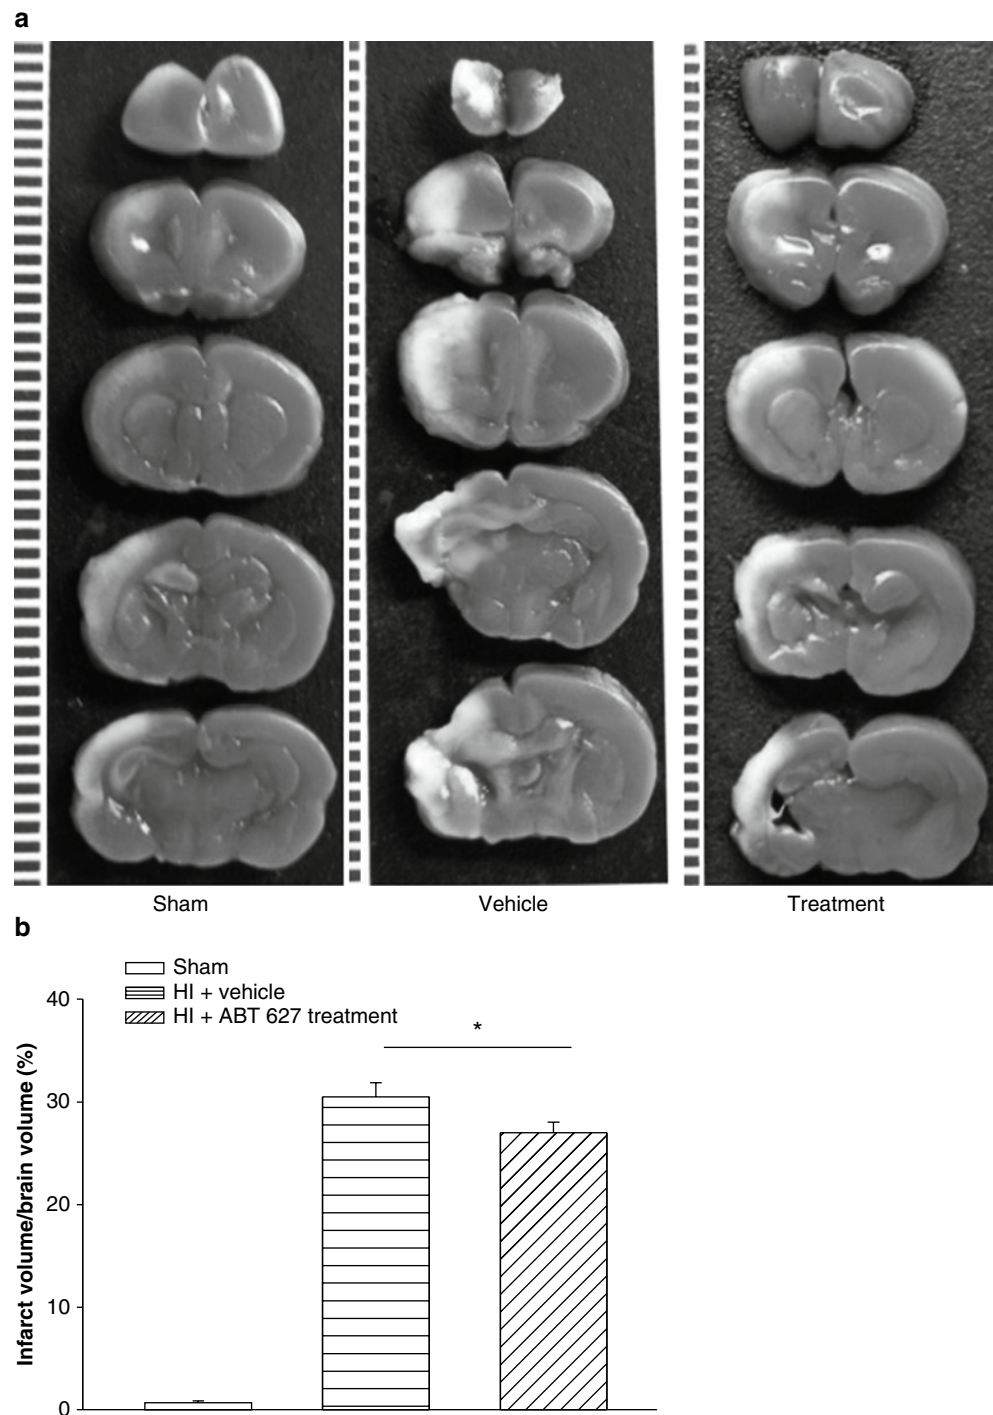 a
Sham
Vehicle
Treatment
b
Sham
HI + vehicle
HI + ABT 627 treatment
*
Infarct volume/brain volume (%)
40
30
20
10
0